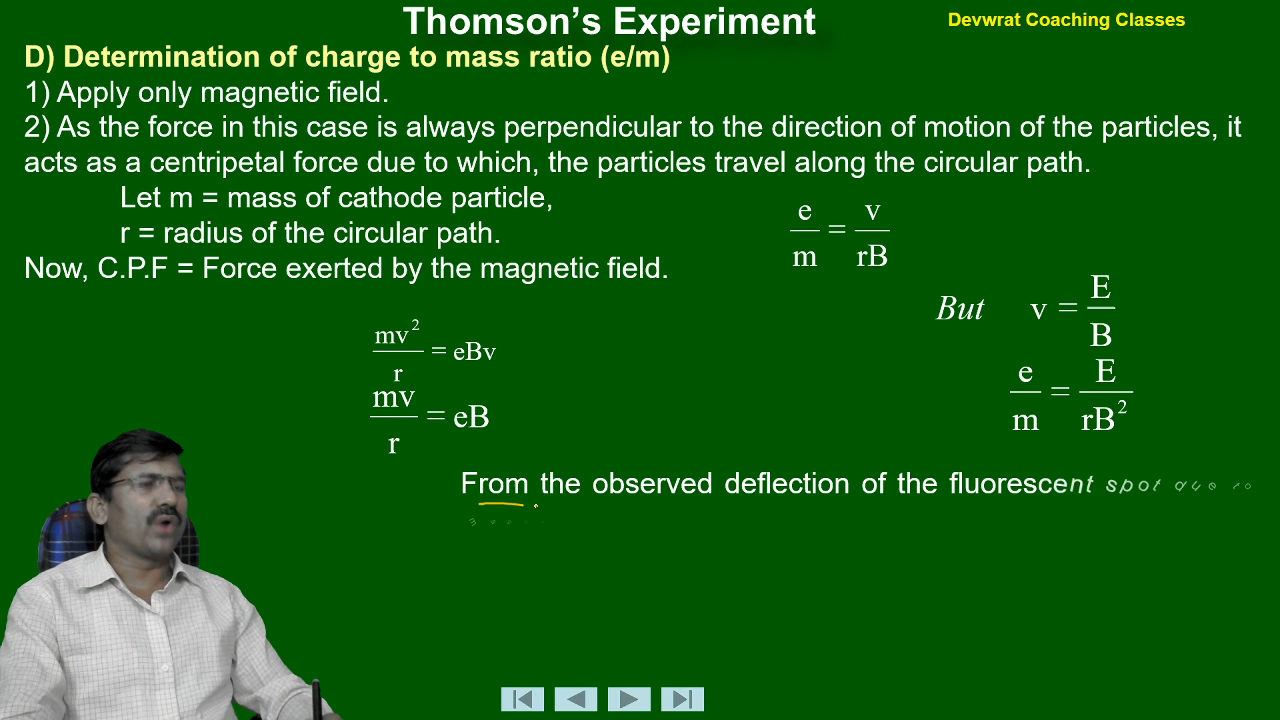 Thomson's Experiment
Devwrat Coaching Classes
D) Determination of charge to mass ratio (e/m)
1) Apply only magnetic field.
2) As the force in this case is always perpendicular to the direction of motion of the particles, it
acts as a centripetal force due to which, the particles travel along the circular path.
Let m = mass of cathode particle,
r = radius of the circular path.
Now, C.P.F = Force exerted by the magnetic field.
e/m = v/rB
But v = E/B
mv²/r = eBv
e/m = E/rB²
mv/r = eB
From the observed deflection of the fluorescent spot due to